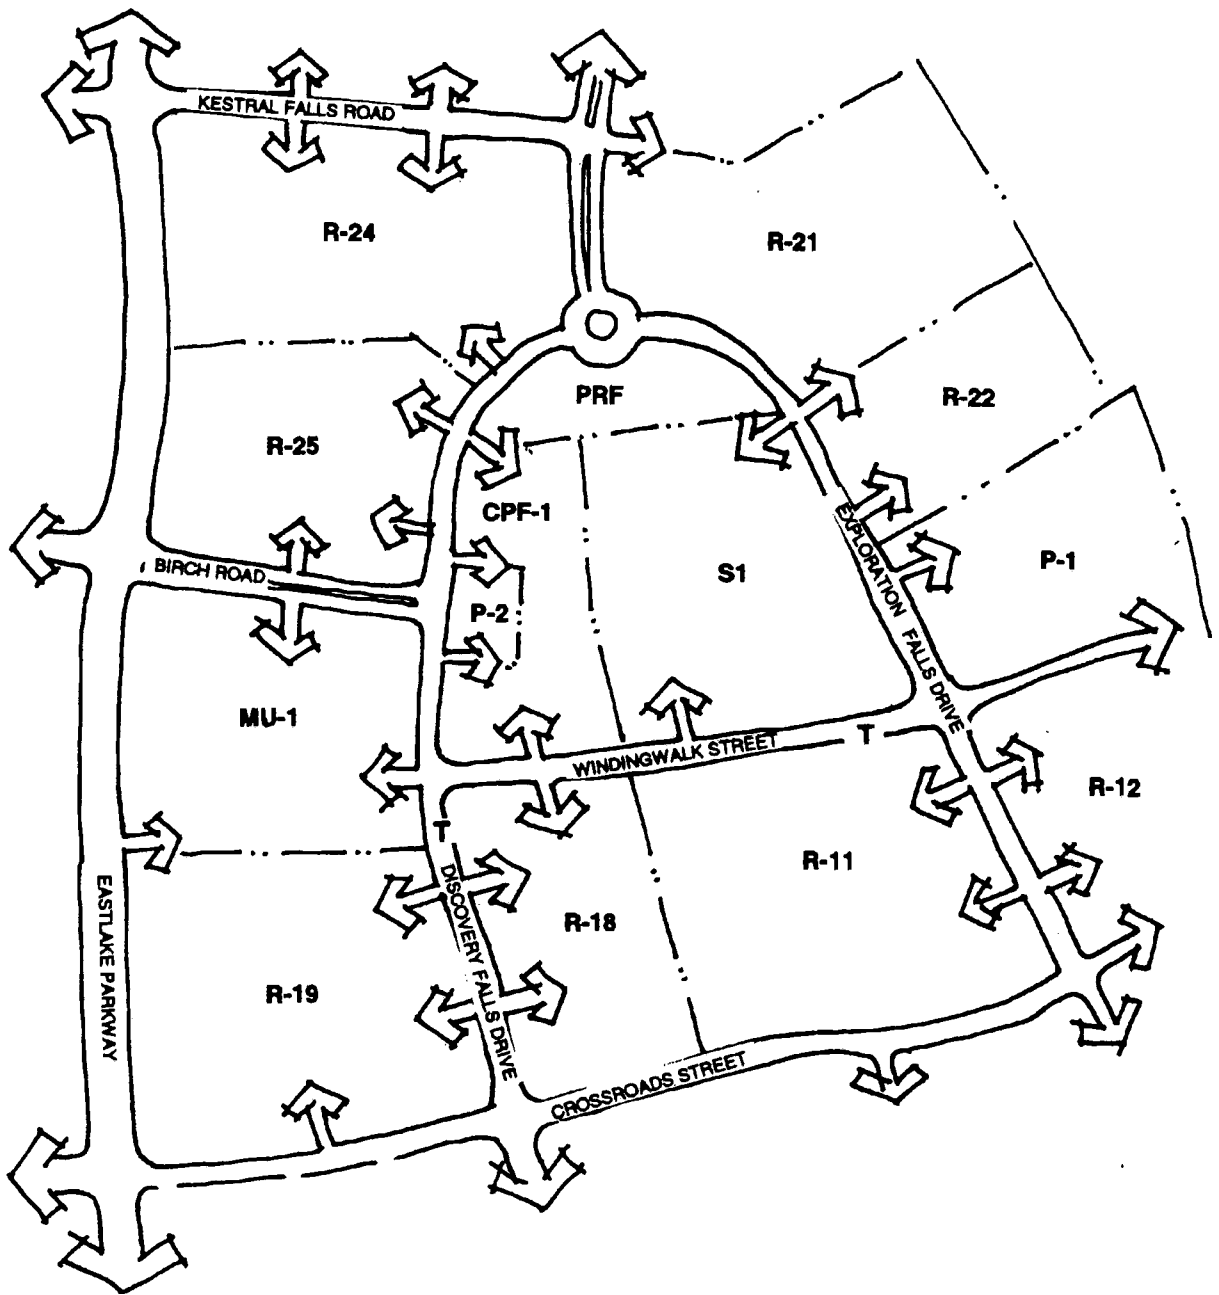 KESTRAL FALLS ROAD
R-24
R-21
PRF
R-22
R-25
CPF-1
EXPLORATION FALLS DRIVE
BIRCH ROAD
S1
P-1
P-2
MU-1
WINDINGWALK STREET
T
R-12
T
R-11
EASTLAKE PARKWAY
DISCOVERY FALLS DRIVE
R-18
R-19
CROSSROADS STREET